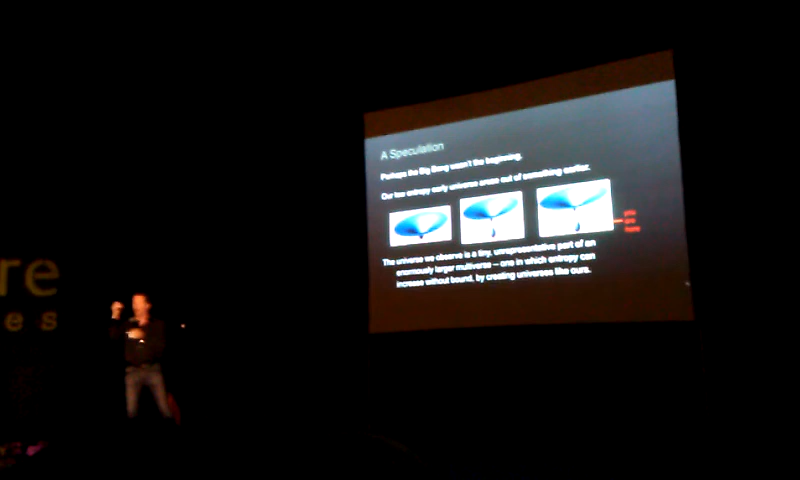 A Speculation
Perhaps the Big Bang wasn't the beginning.
Our low entropy early universe arose out of something earlier.
The universe we observe is a tiny, unrepresentative part of an
enormously larger multiverse – one in which entropy can
increase without bound, by creating universes like ours.
re
es